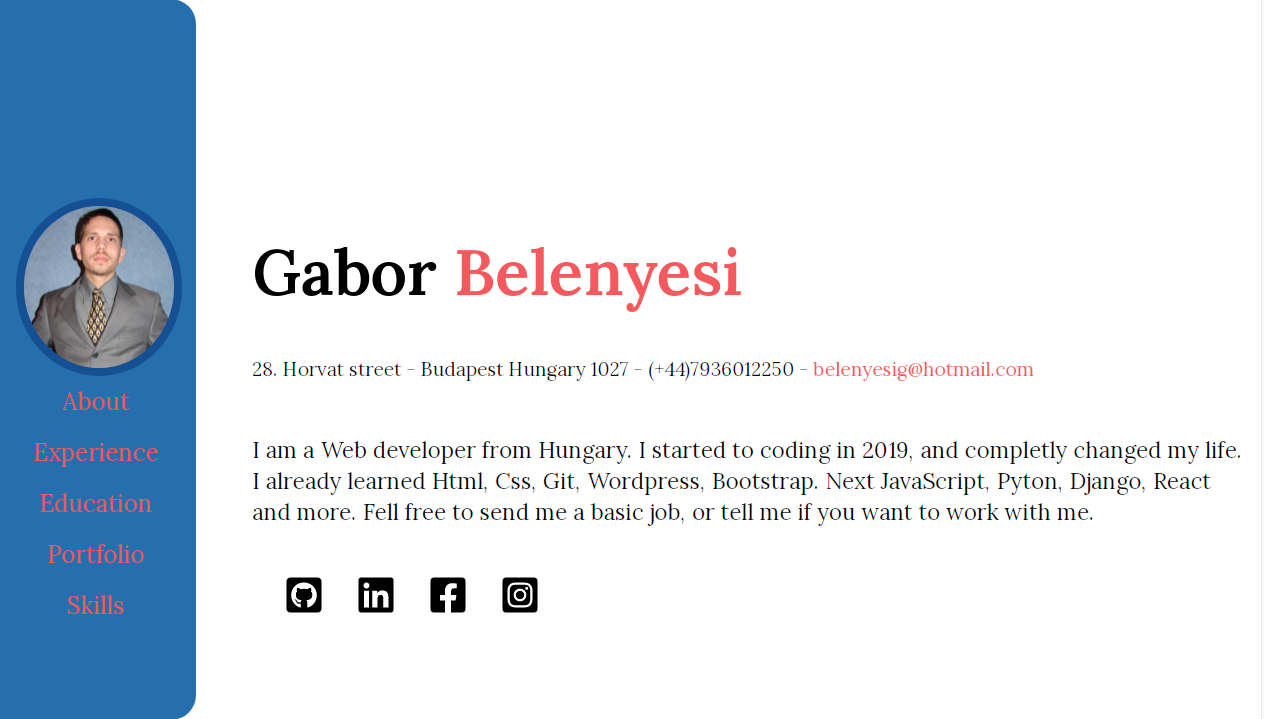 About
Experience
Education
Portfolio
Skills
Gabor Belenyesi
28. Horvat street - Budapest Hungary 1027 - (+44)7936012250 - belenyesig@hotmail.com
I am a Web developer from Hungary. I started to coding in 2019, and completly changed my life.
I already learned Html, Css, Git, Wordpress, Bootstrap. Next JavaScript, Pyton, Django, React
and more. Fell free to send me a basic job, or tell me if you want to work with me.